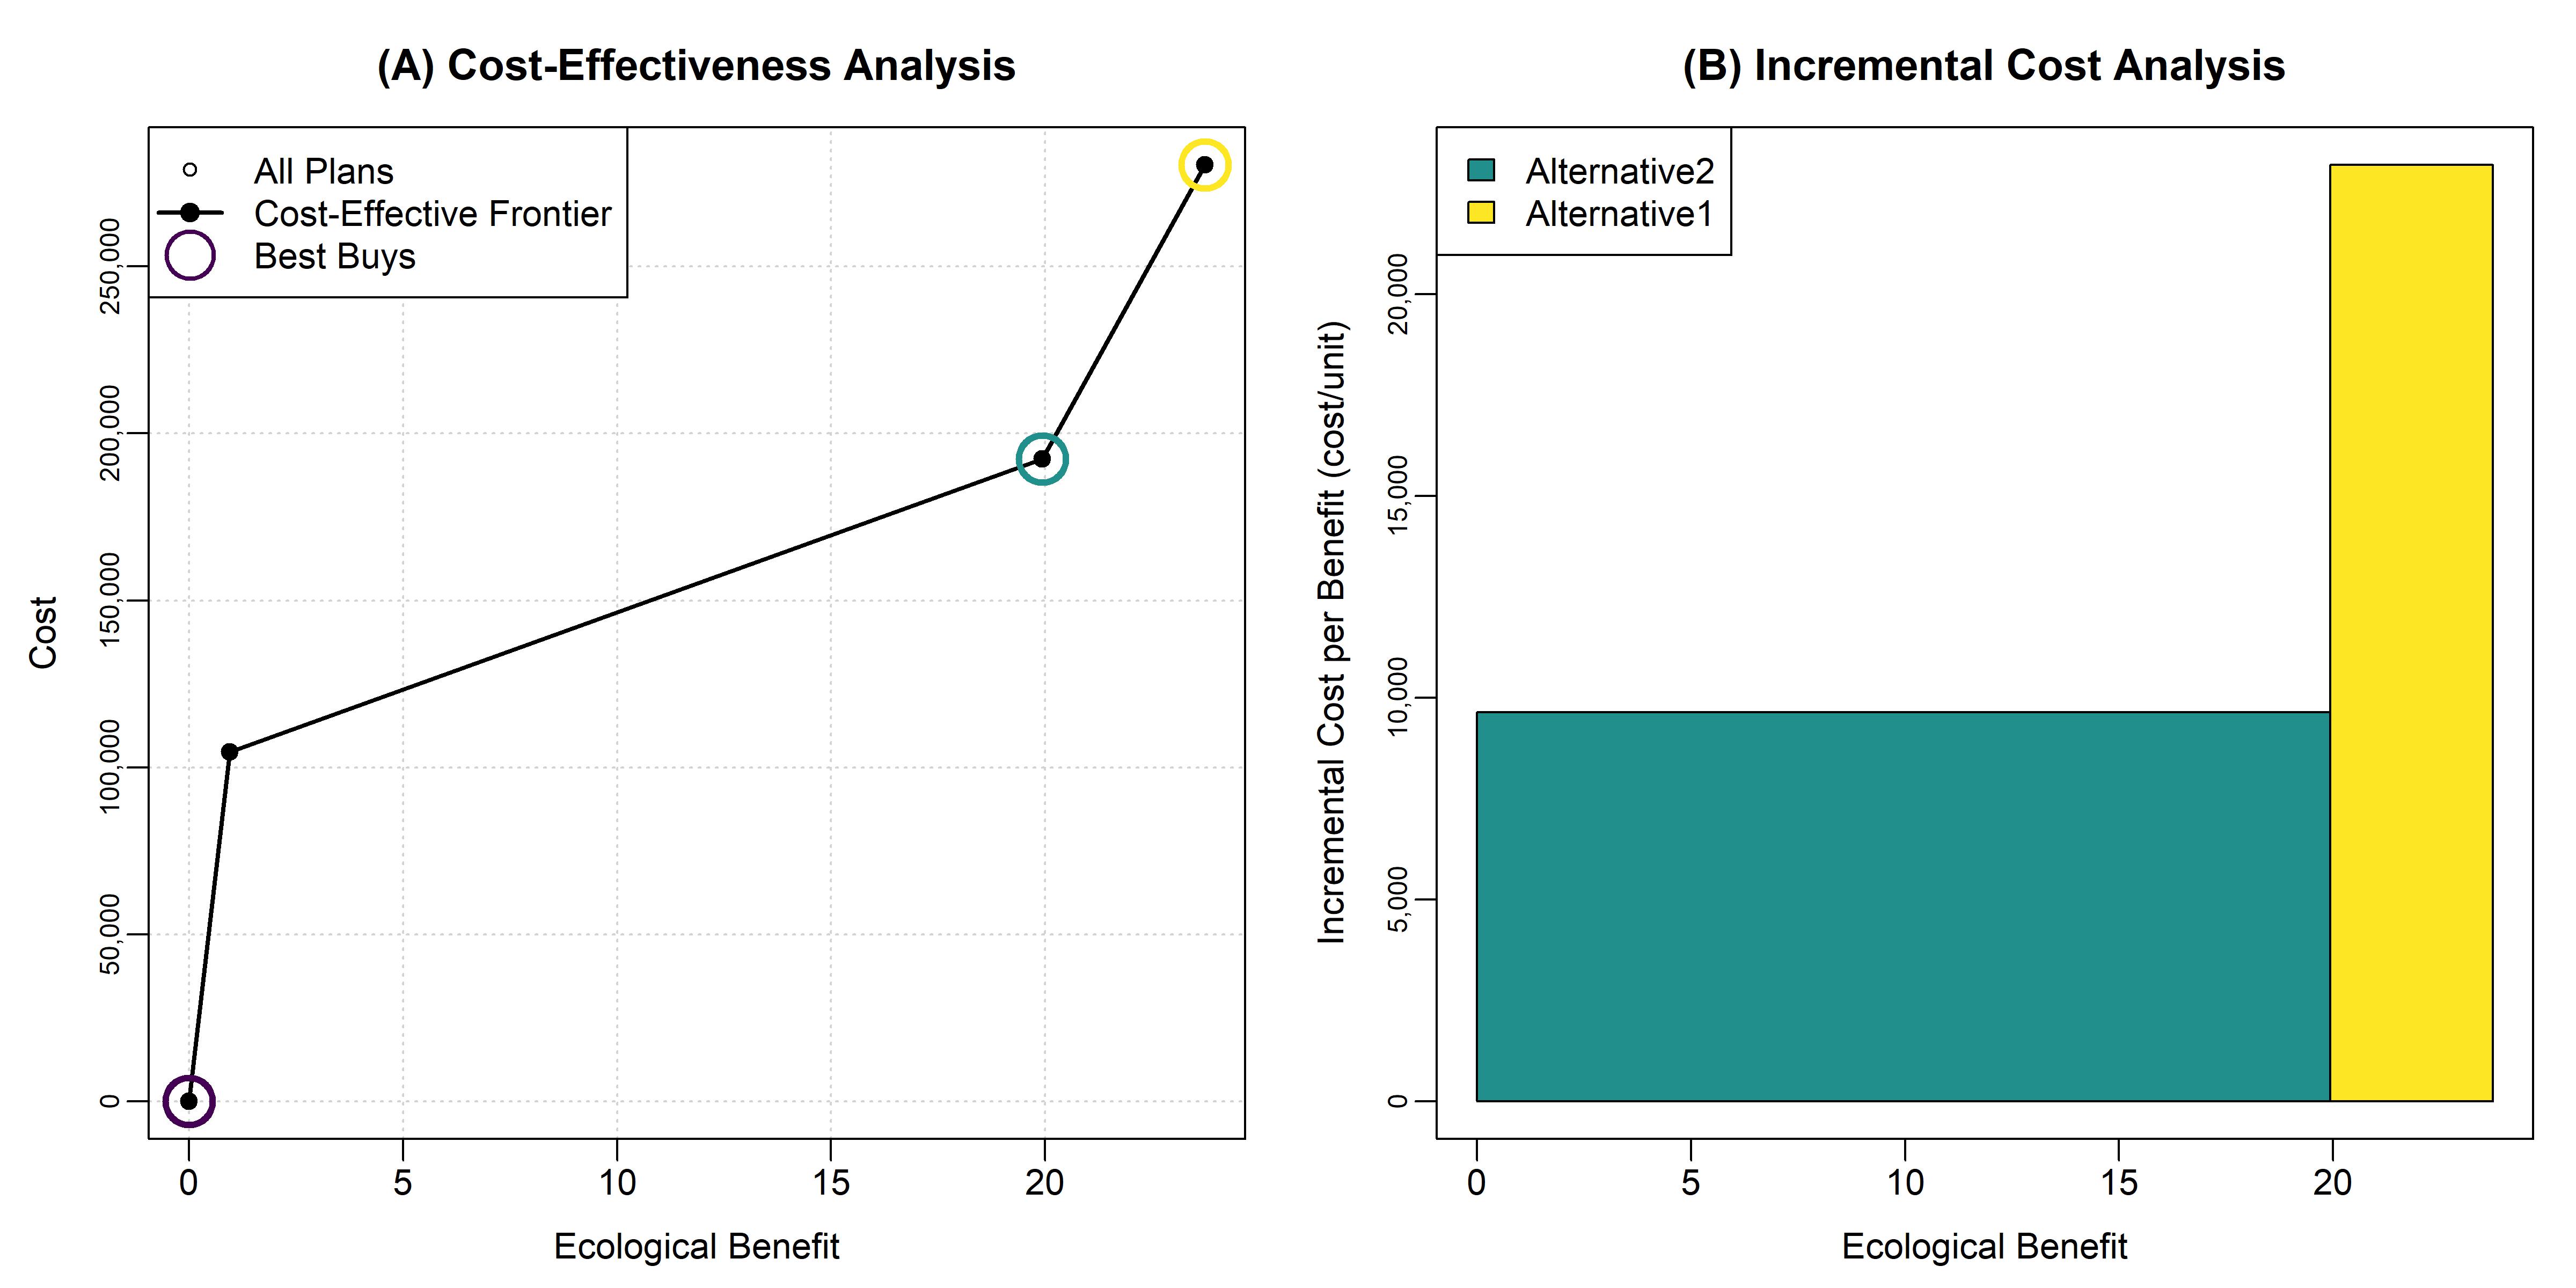 (A) Cost-Effectiveness Analysis
All Plans
Cost-Effective Frontier
Best Buys
Cost
250,000
200,000
150,000
100,000
50,000
0
0 5 10 15 20
Ecological Benefit
(B) Incremental Cost Analysis
Alternative2
Alternative1
Incremental Cost per Benefit (cost/unit)
20,000
15,000
10,000
5,000
0
0 5 10 15 20
Ecological Benefit